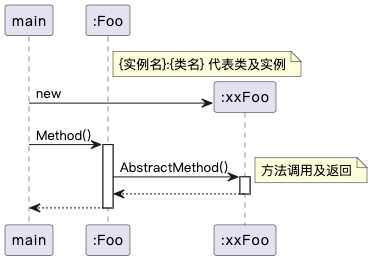 main
:Foo
{实例名}:{类名} 代表类及实例
new
:xxFoo
Method()
AbstractMethod()
方法调用及返回
main
:Foo
:xxFoo